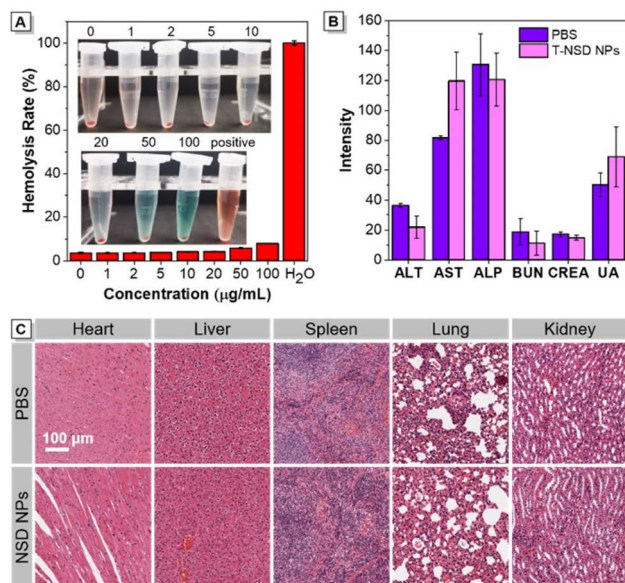 A
Hemolysis Rate (%)
100
80
60
40
20
0
0 1 2 5 10
20 50 100 positive
0 1 2 5 10 20 50 100 H₂O
Concentration (μg/mL)
B
Intensity
160
140
120
100
80
60
40
20
0
PBS
T-NSD NPs
ALT AST ALP BUN CREA UA
C
Heart Liver Spleen Lung Kidney
PBS
100 μm
NSD NPs